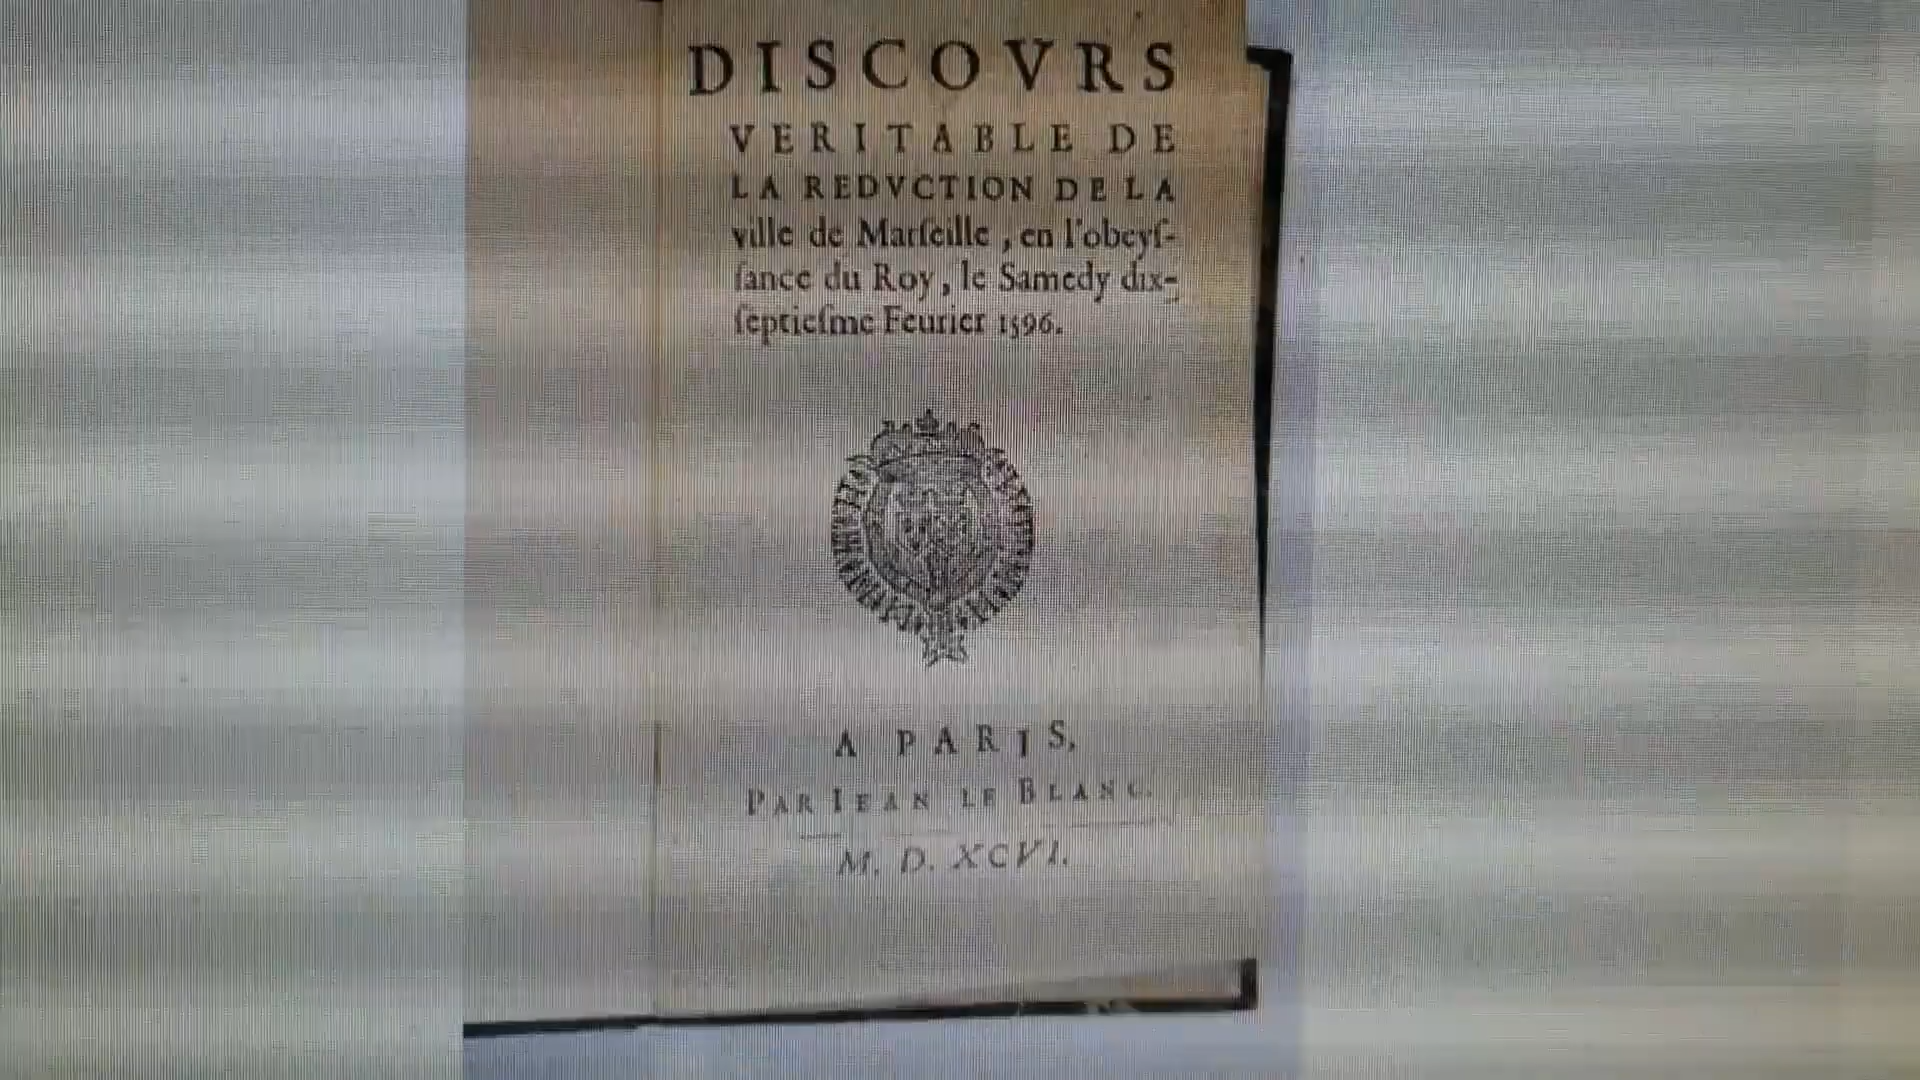 DISCOVRS
VERITABLE DE
LA REDVCTION DE LA
ville de Marſeille, en l'obeyſ-
ſance du Roy, le Samedy dix-
ſeptieſme Feurier 1596.
A PARIS,
PAR IEAN LE BLANC.
M. D. XCVI.